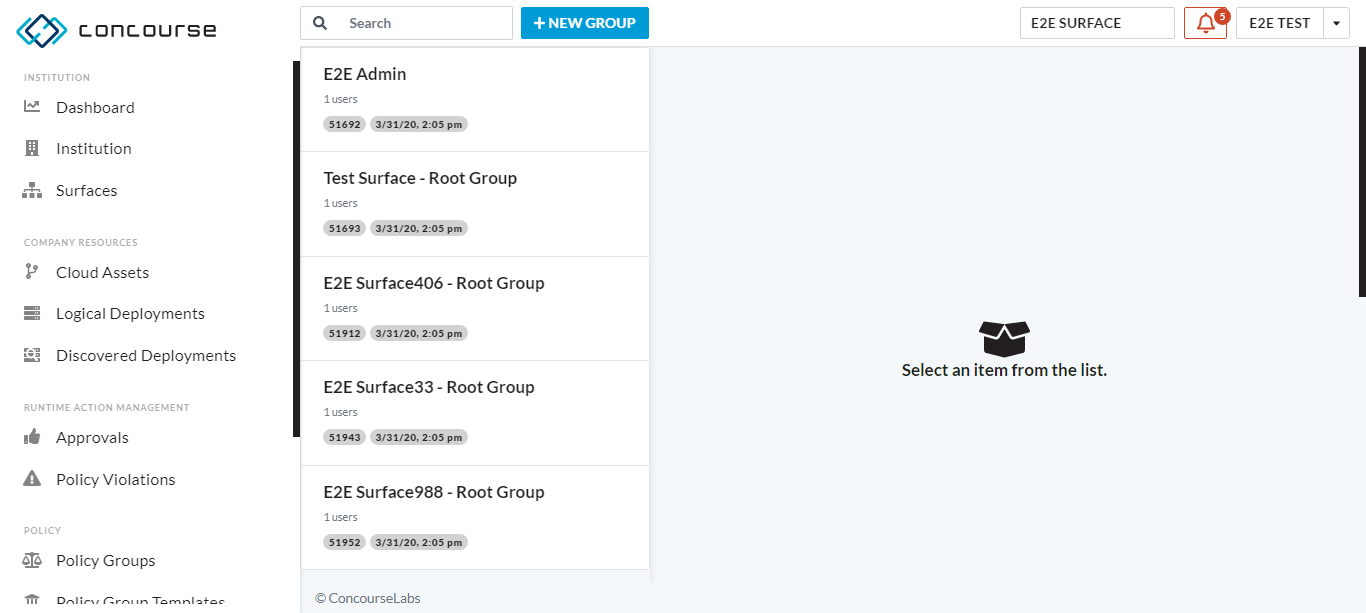 concourse
Search
+ NEW GROUP
E2E SURFACE
5
E2E TEST
INSTITUTION
Dashboard
Institution
Surfaces
COMPANY RESOURCES
Cloud Assets
Logical Deployments
Discovered Deployments
RUNTIME ACTION MANAGEMENT
Approvals
Policy Violations
POLICY
Policy Groups
Policy Group Templates
E2E Admin
1 users
51692 3/31/20, 2:05 pm
Test Surface - Root Group
1 users
51693 3/31/20, 2:05 pm
E2E Surface406 - Root Group
1 users
51912 3/31/20, 2:05 pm
E2E Surface33 - Root Group
1 users
51943 3/31/20, 2:05 pm
E2E Surface988 - Root Group
1 users
51952 3/31/20, 2:05 pm
© ConcourseLabs
Select an item from the list.